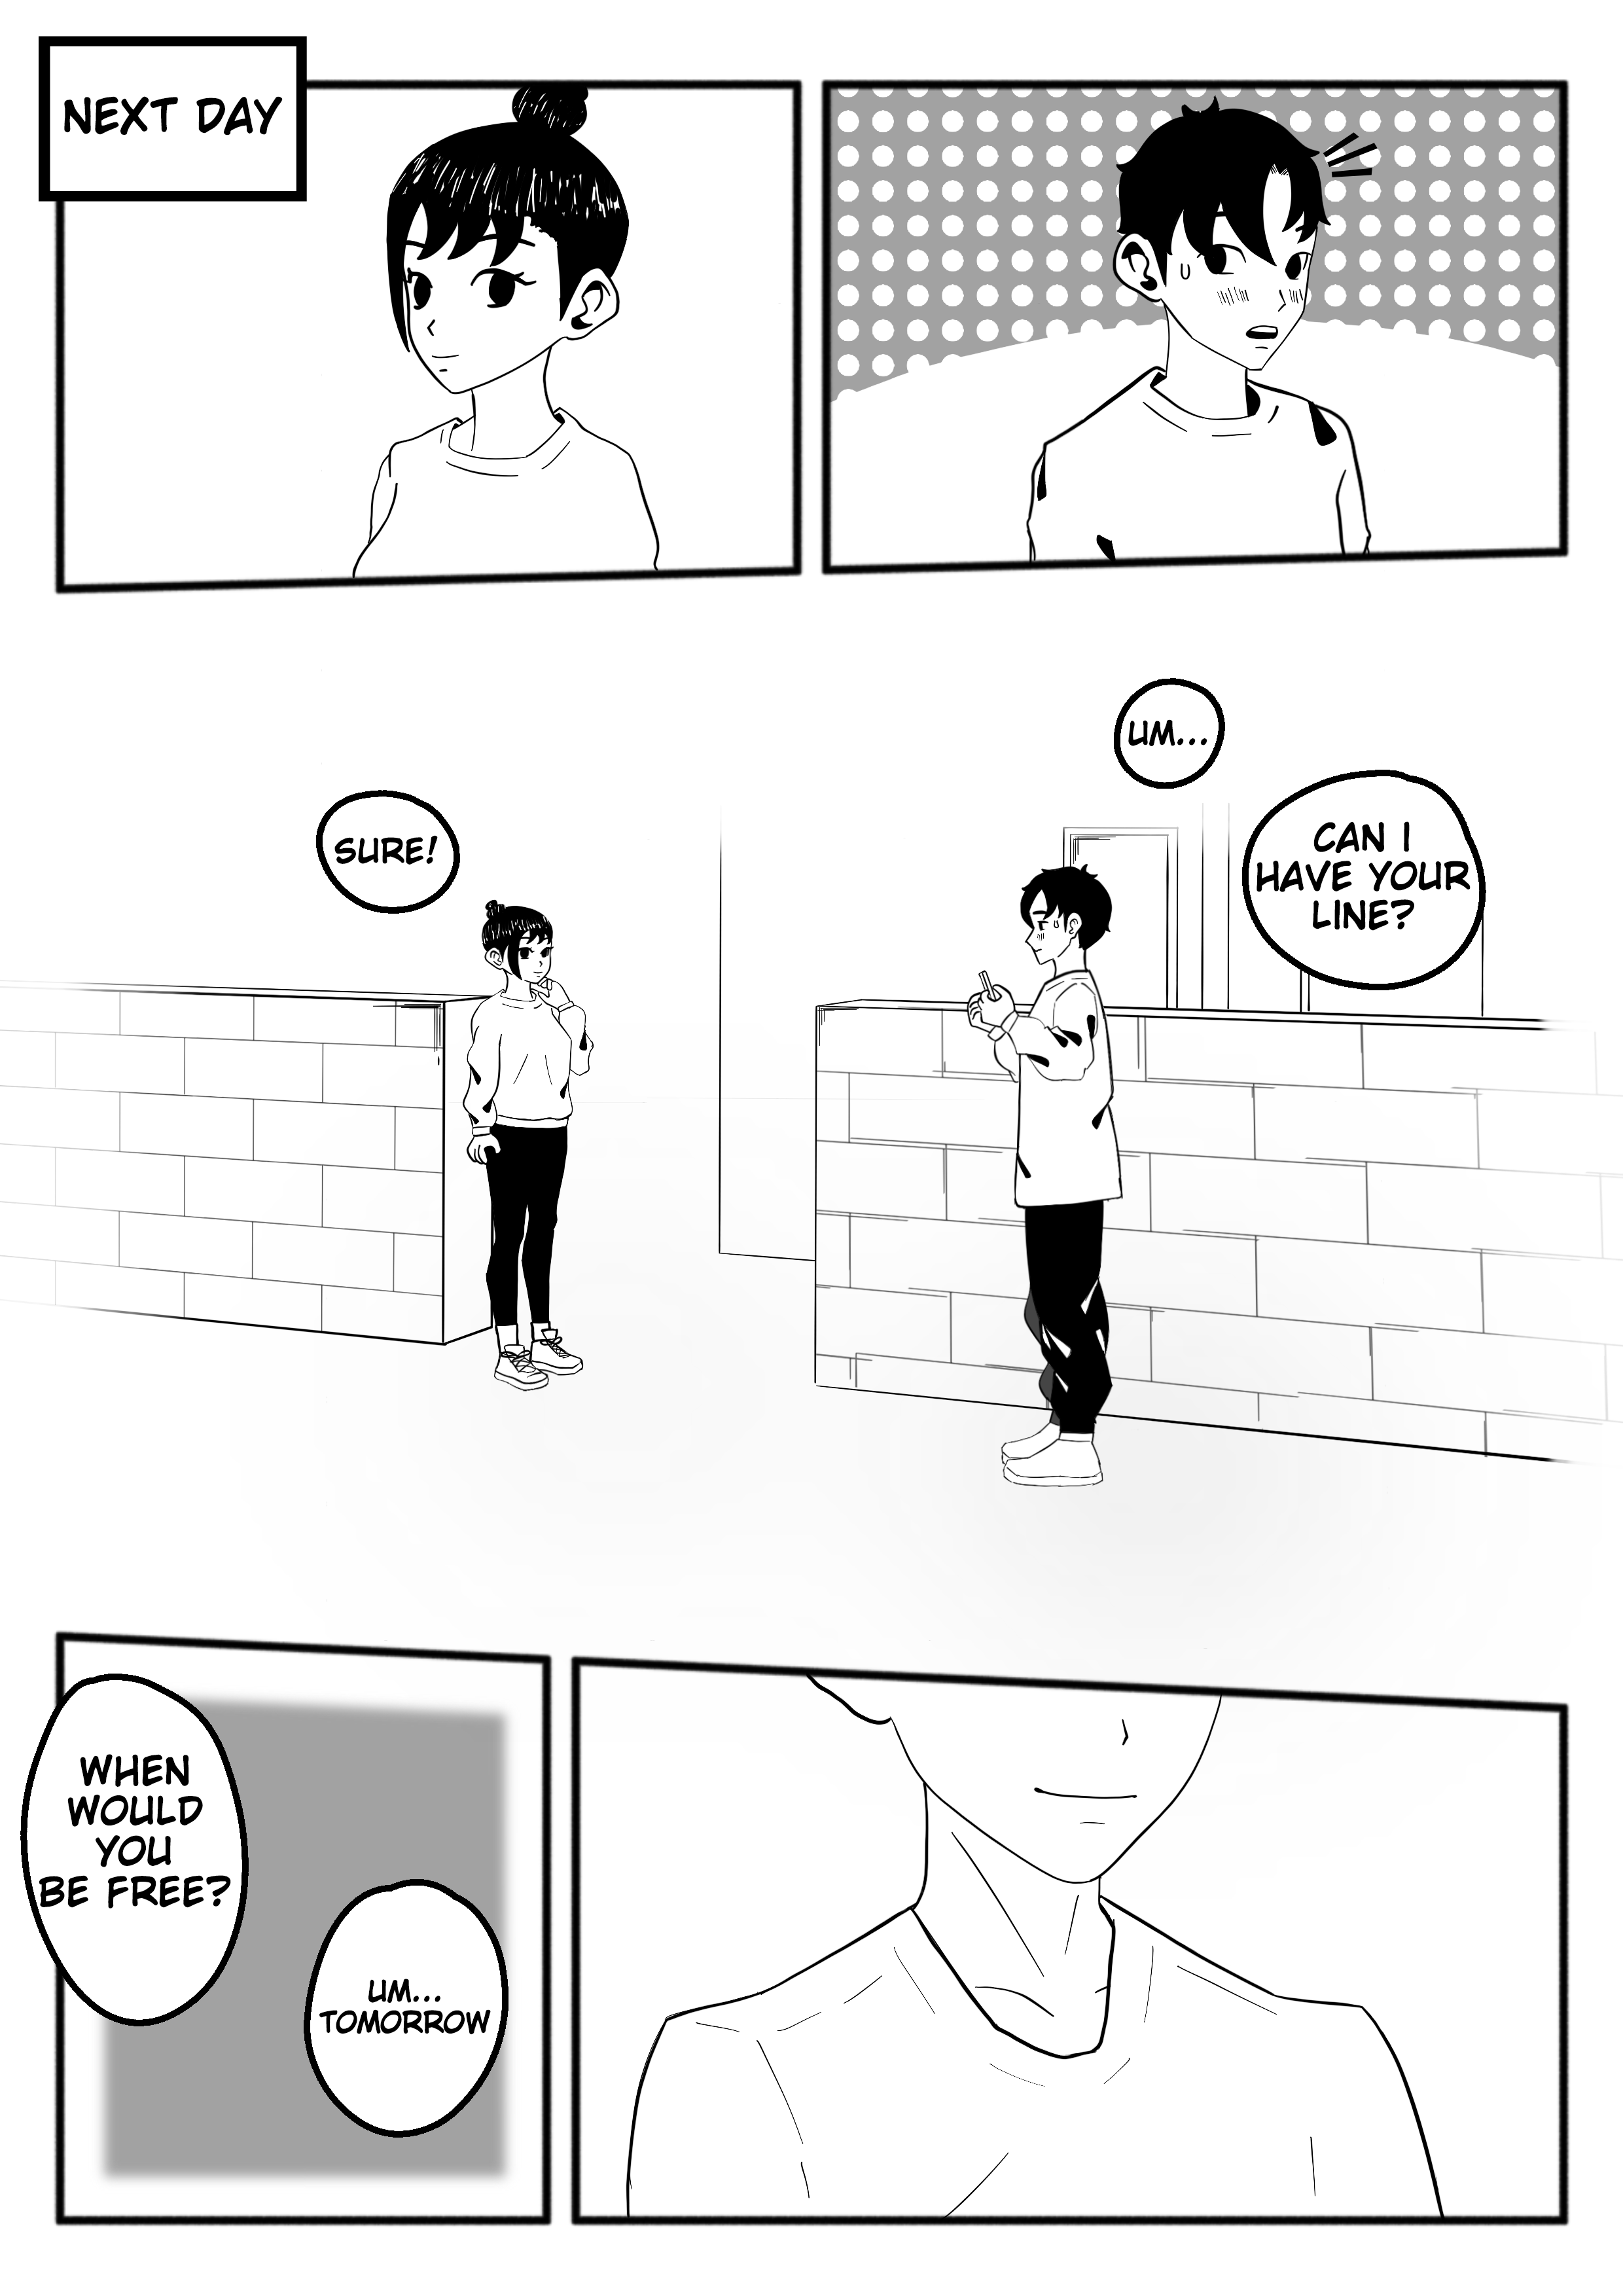 NEXT DAY
UM...
CAN I
HAVE YOUR
LINE?
SURE!
WHEN
WOULD
YOU
BE FREE?
UM...
TOMORROW